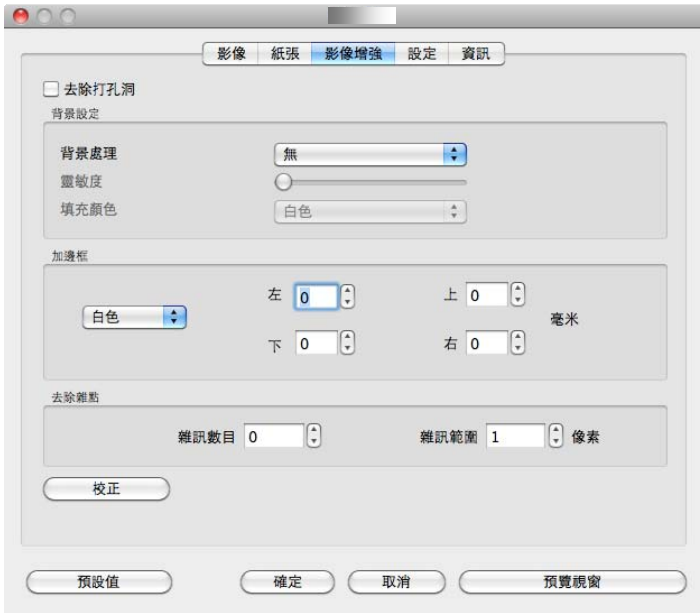 影像 紙張 影像增強 設定 資訊
去除打孔洞
背景設定
背景處理 無
靈敏度
填充顏色 白色
加邊框
左 0 上 0
白色 毫米
下 0 右 0
去除雜點
雜訊數目 0 雜訊範圍 1 像素
校正
預設值 確定 取消 預覽視窗